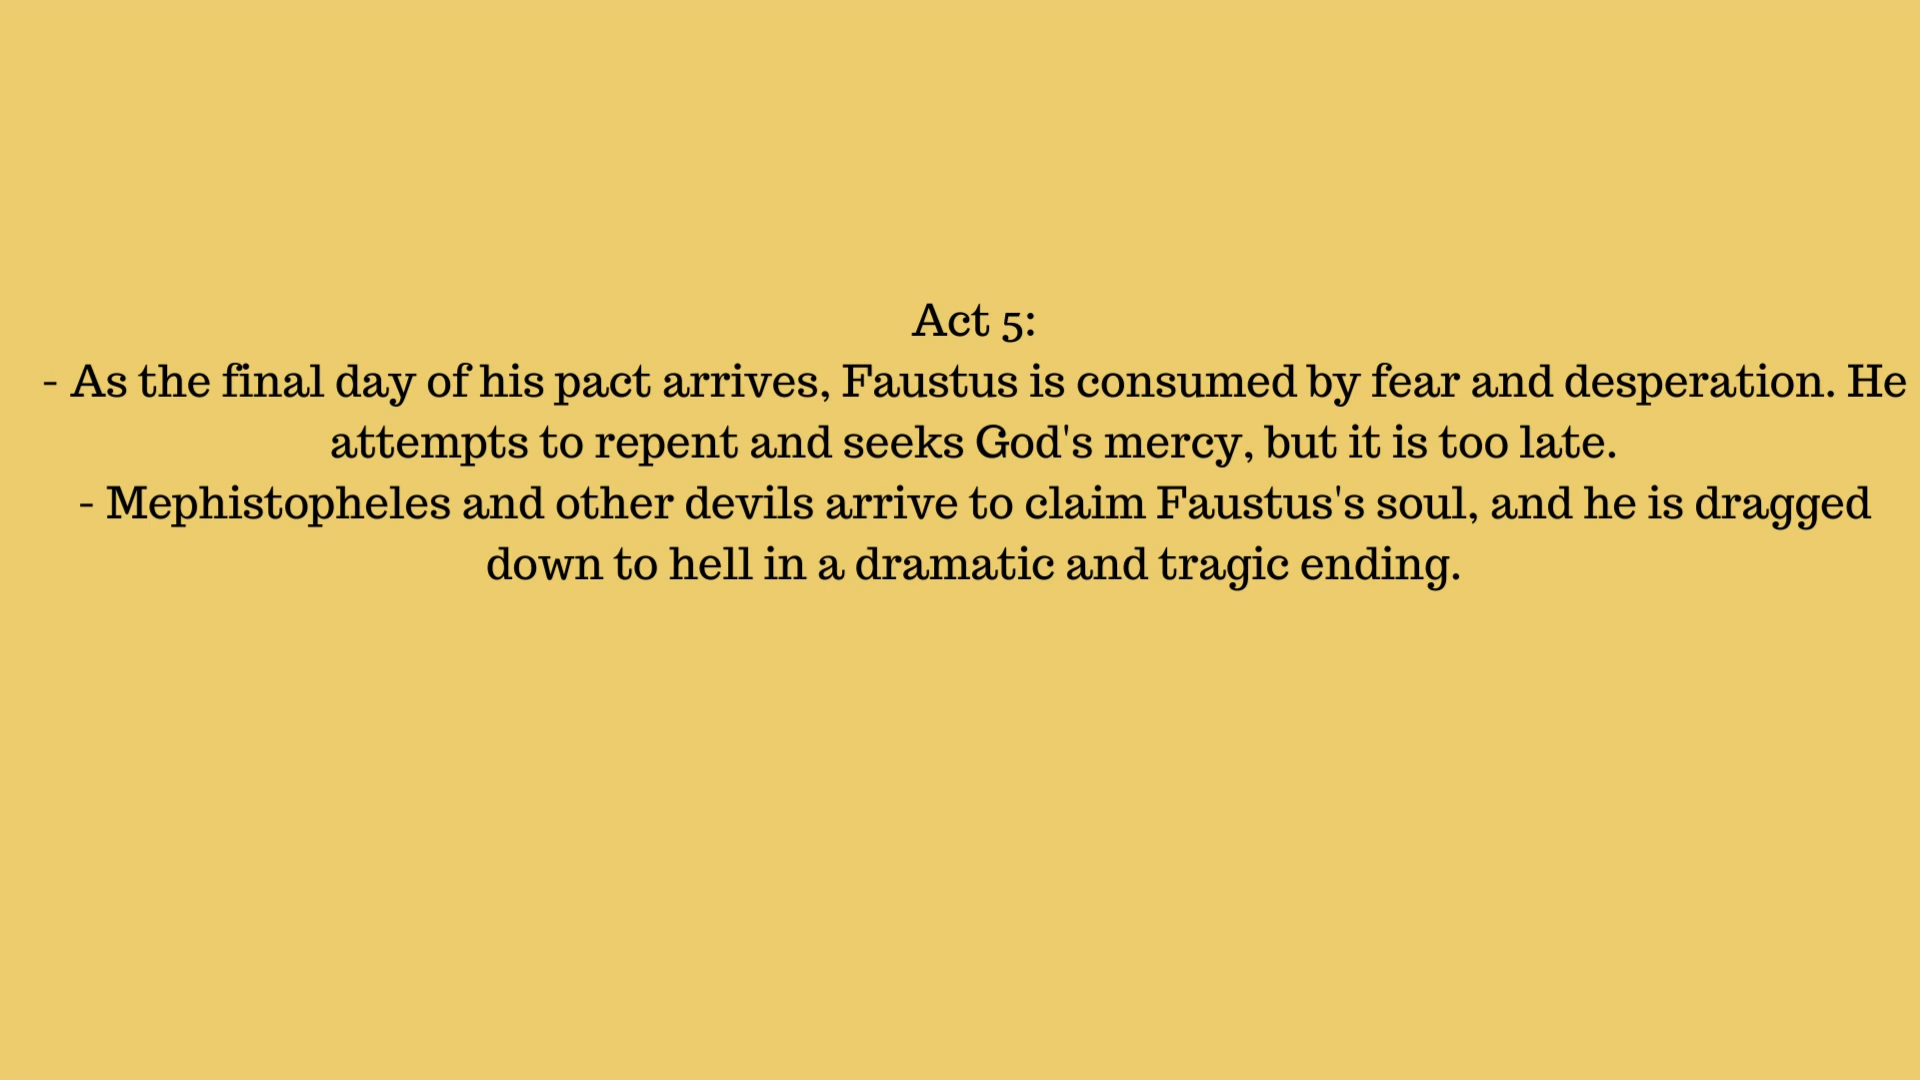 Act 5:
- As the final day of his pact arrives, Faustus is consumed by fear and desperation. He
attempts to repent and seeks God's mercy, but it is too late.
- Mephistopheles and other devils arrive to claim Faustus's soul, and he is dragged
down to hell in a dramatic and tragic ending.